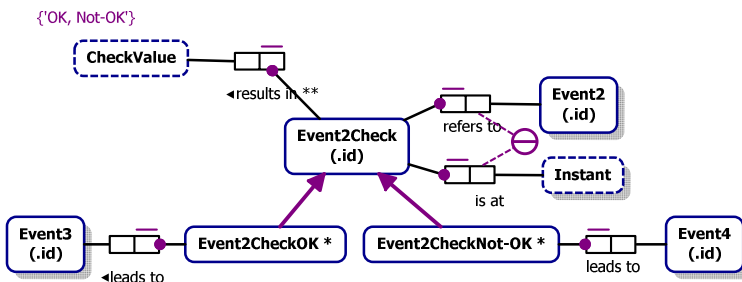 {'OK, Not-OK'}
CheckValue
◄results in **
Event2
(.id)
refers to
Event2Check
(.id)
Instant
is at
Event3
(.id)
Event2CheckOK *
Event2CheckNot-OK *
Event4
(.id)
◄leads to
leads to